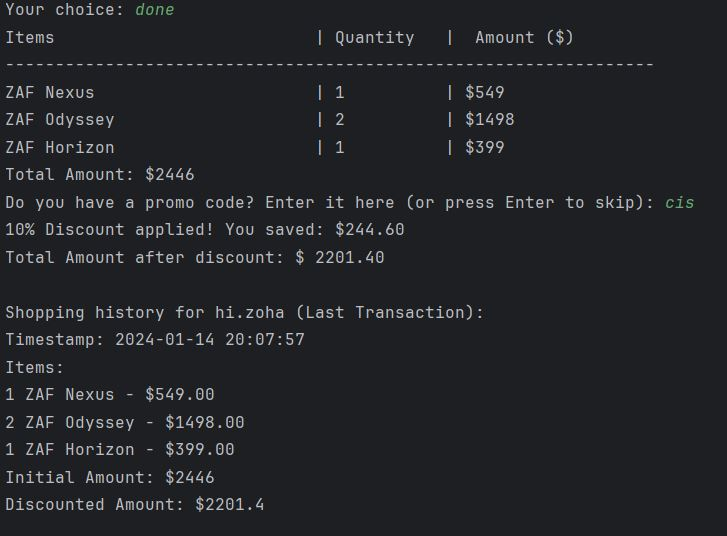 Your choice: done
Items                          | Quantity   |  Amount ($)
-----------------------------------------------------------------
ZAF Nexus                      | 1          | $549
ZAF Odyssey                    | 2          | $1498
ZAF Horizon                    | 1          | $399
Total Amount: $2446
Do you have a promo code? Enter it here (or press Enter to skip): cis
10% Discount applied! You saved: $244.60
Total Amount after discount: $ 2201.40

Shopping history for hi.zoha (Last Transaction):
Timestamp: 2024-01-14 20:07:57
Items:
1 ZAF Nexus - $549.00
2 ZAF Odyssey - $1498.00
1 ZAF Horizon - $399.00
Initial Amount: $2446
Discounted Amount: $2201.4